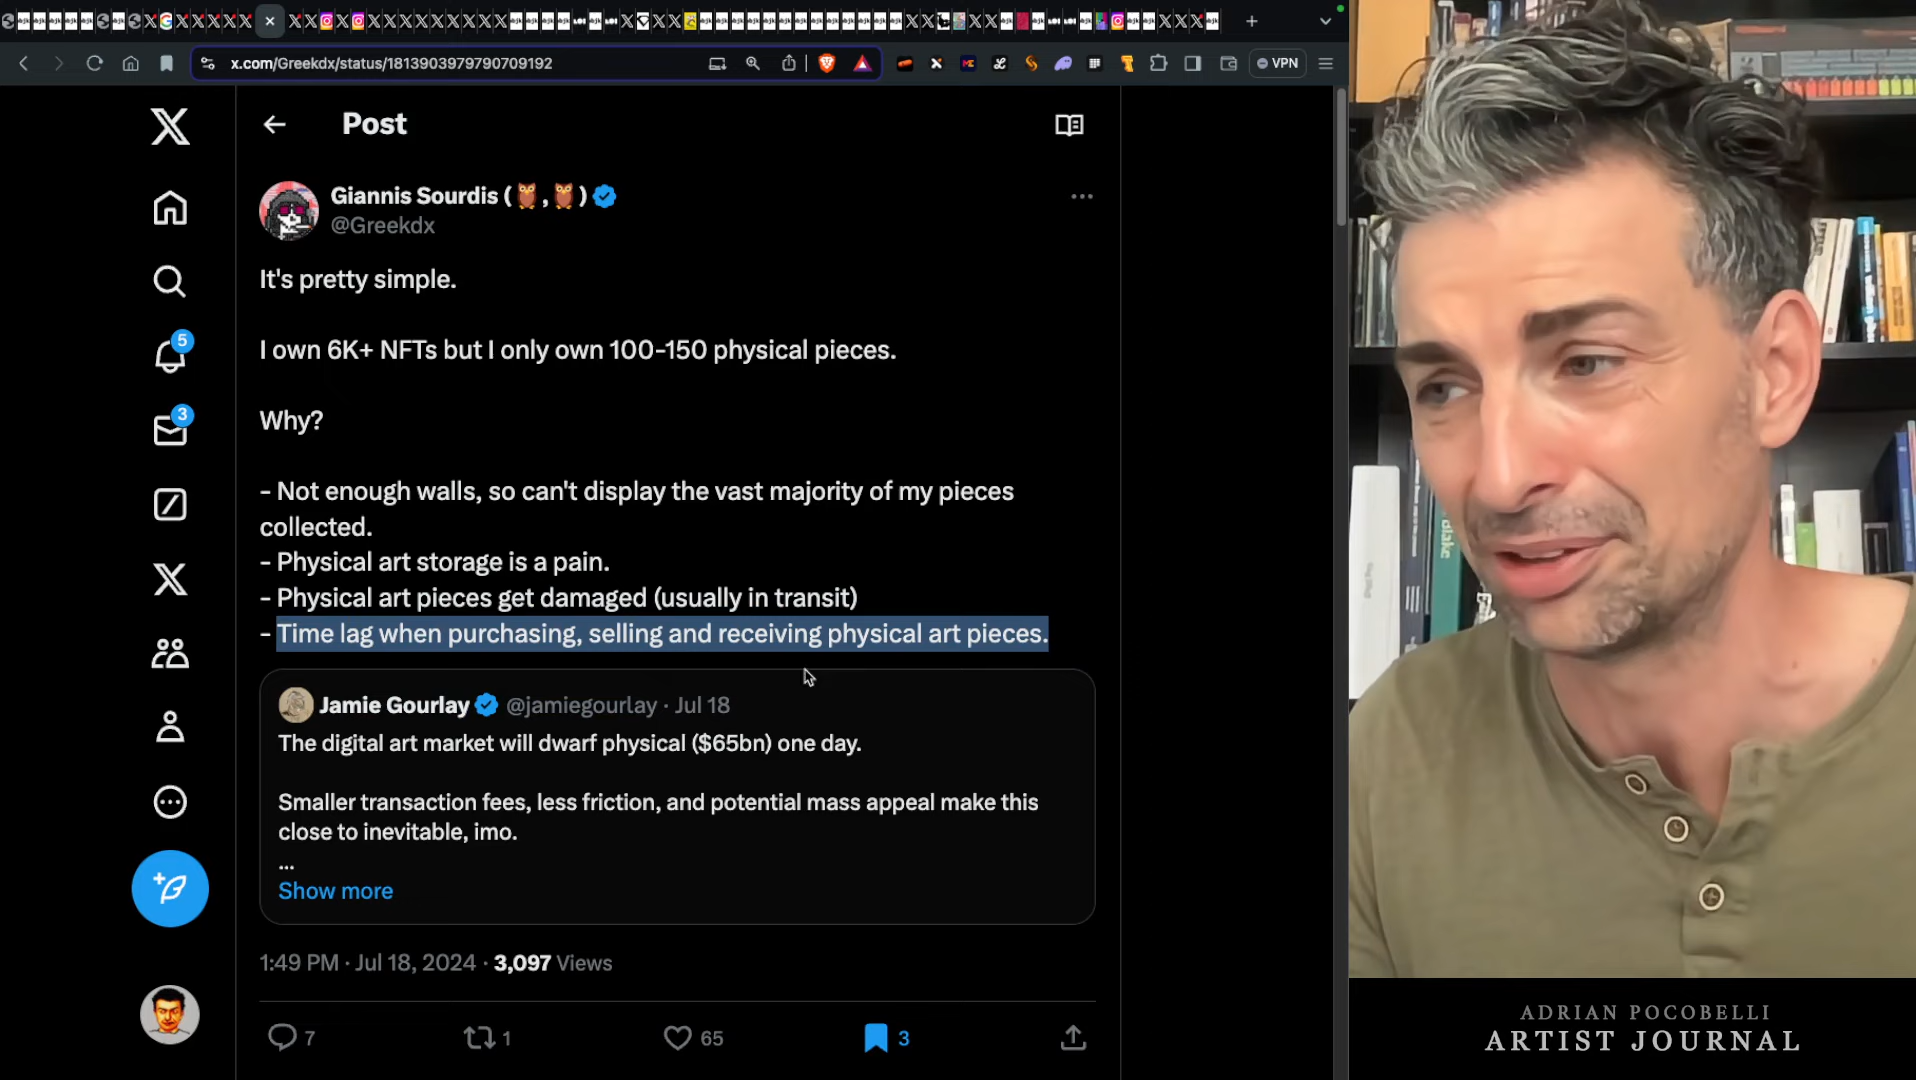 x.com/Greekdx/status/1813903979790709192
VPN
Post
Giannis Sourdis (🦉,🦉)
@Greekdx
It's pretty simple.
I own 6K+ NFTs but I only own 100-150 physical pieces.
Why?
- Not enough walls, so can't display the vast majority of my pieces
collected.
- Physical art storage is a pain.
- Physical art pieces get damaged (usually in transit)
- Time lag when purchasing, selling and receiving physical art pieces.
Jamie Gourlay @jamiegourlay · Jul 18
The digital art market will dwarf physical ($65bn) one day.
Smaller transaction fees, less friction, and potential mass appeal make this
close to inevitable, imo.
...
Show more
1:49 PM · Jul 18, 2024 · 3,097 Views
7
1
65
3
5
3
Blake
ADRIAN POCOBELLI
ARTIST JOURNAL